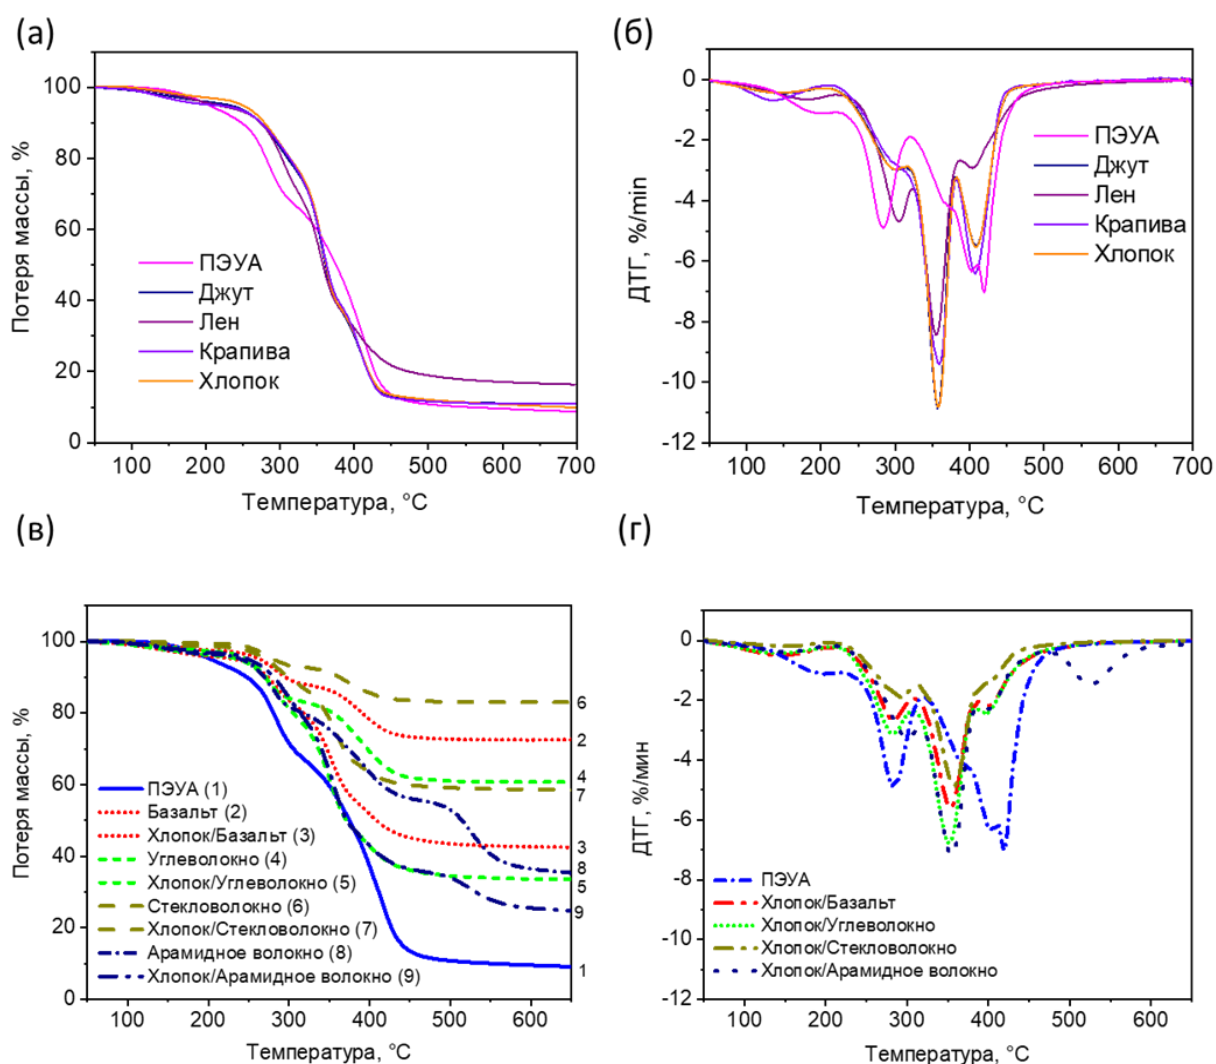 (а)
100
80
60
40
20
0
Потеря массы, %
ПЭУА
Джут
Лен
Крапива
Хлопок
100 200 300 400 500 600 700
Температура, °C
(б)
0
-2
-4
-6
-8
-10
-12
ДТГ, %/min
ПЭУА
Джут
Лен
Крапива
Хлопок
100 200 300 400 500 600 700
Температура, °C
(в)
100
80
60
40
20
0
Потеря массы, %
ПЭУА (1)
Базальт (2)
Хлопок/Базальт (3)
Углеволокно (4)
Хлопок/Углеволокно (5)
Стекловолокно (6)
Хлопок/Стекловолокно (7)
Арамидное волокно (8)
Хлопок/Арамидное волокно (9)
6
2
4
7
3
8
5
9
1
100 200 300 400 500 600
Температура, °C
(г)
0
-2
-4
-6
-8
-10
-12
ДТГ, %/мин
ПЭУА
Хлопок/Базальт
Хлопок/Углеволокно
Хлопок/Стекловолокно
Хлопок/Арамидное волокно
100 200 300 400 500 600
Температура, °C